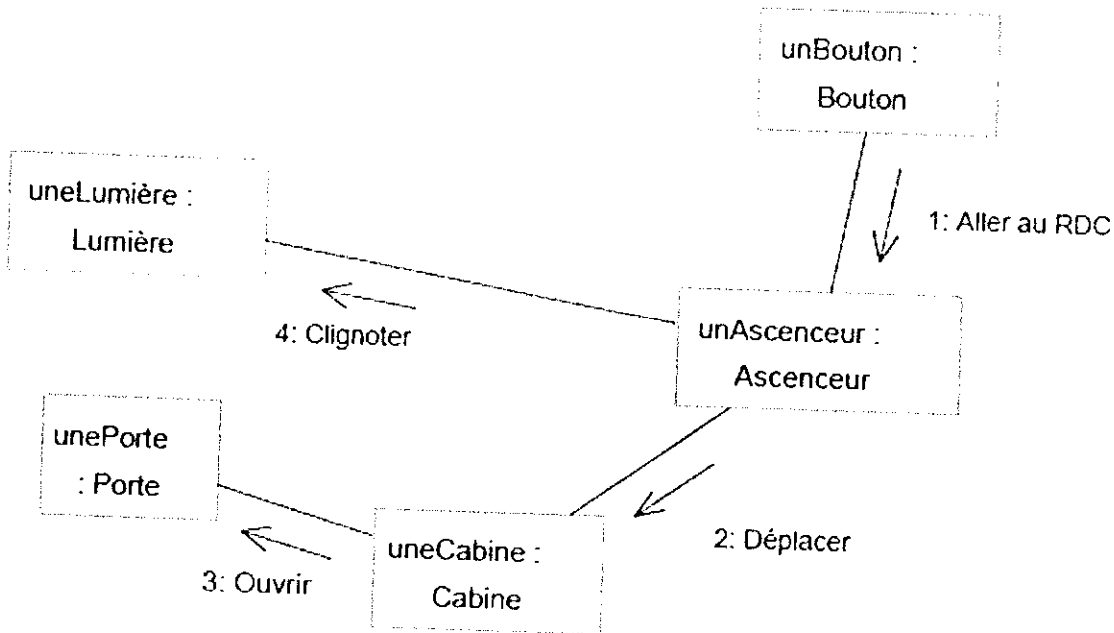 unBouton :
Bouton
uneLumière :
Lumière
1: Aller au RDC
4: Clignoter
unAscenceur :
Ascenceur
unePorte
: Porte
2: Déplacer
uneCabine :
Cabine
3: Ouvrir